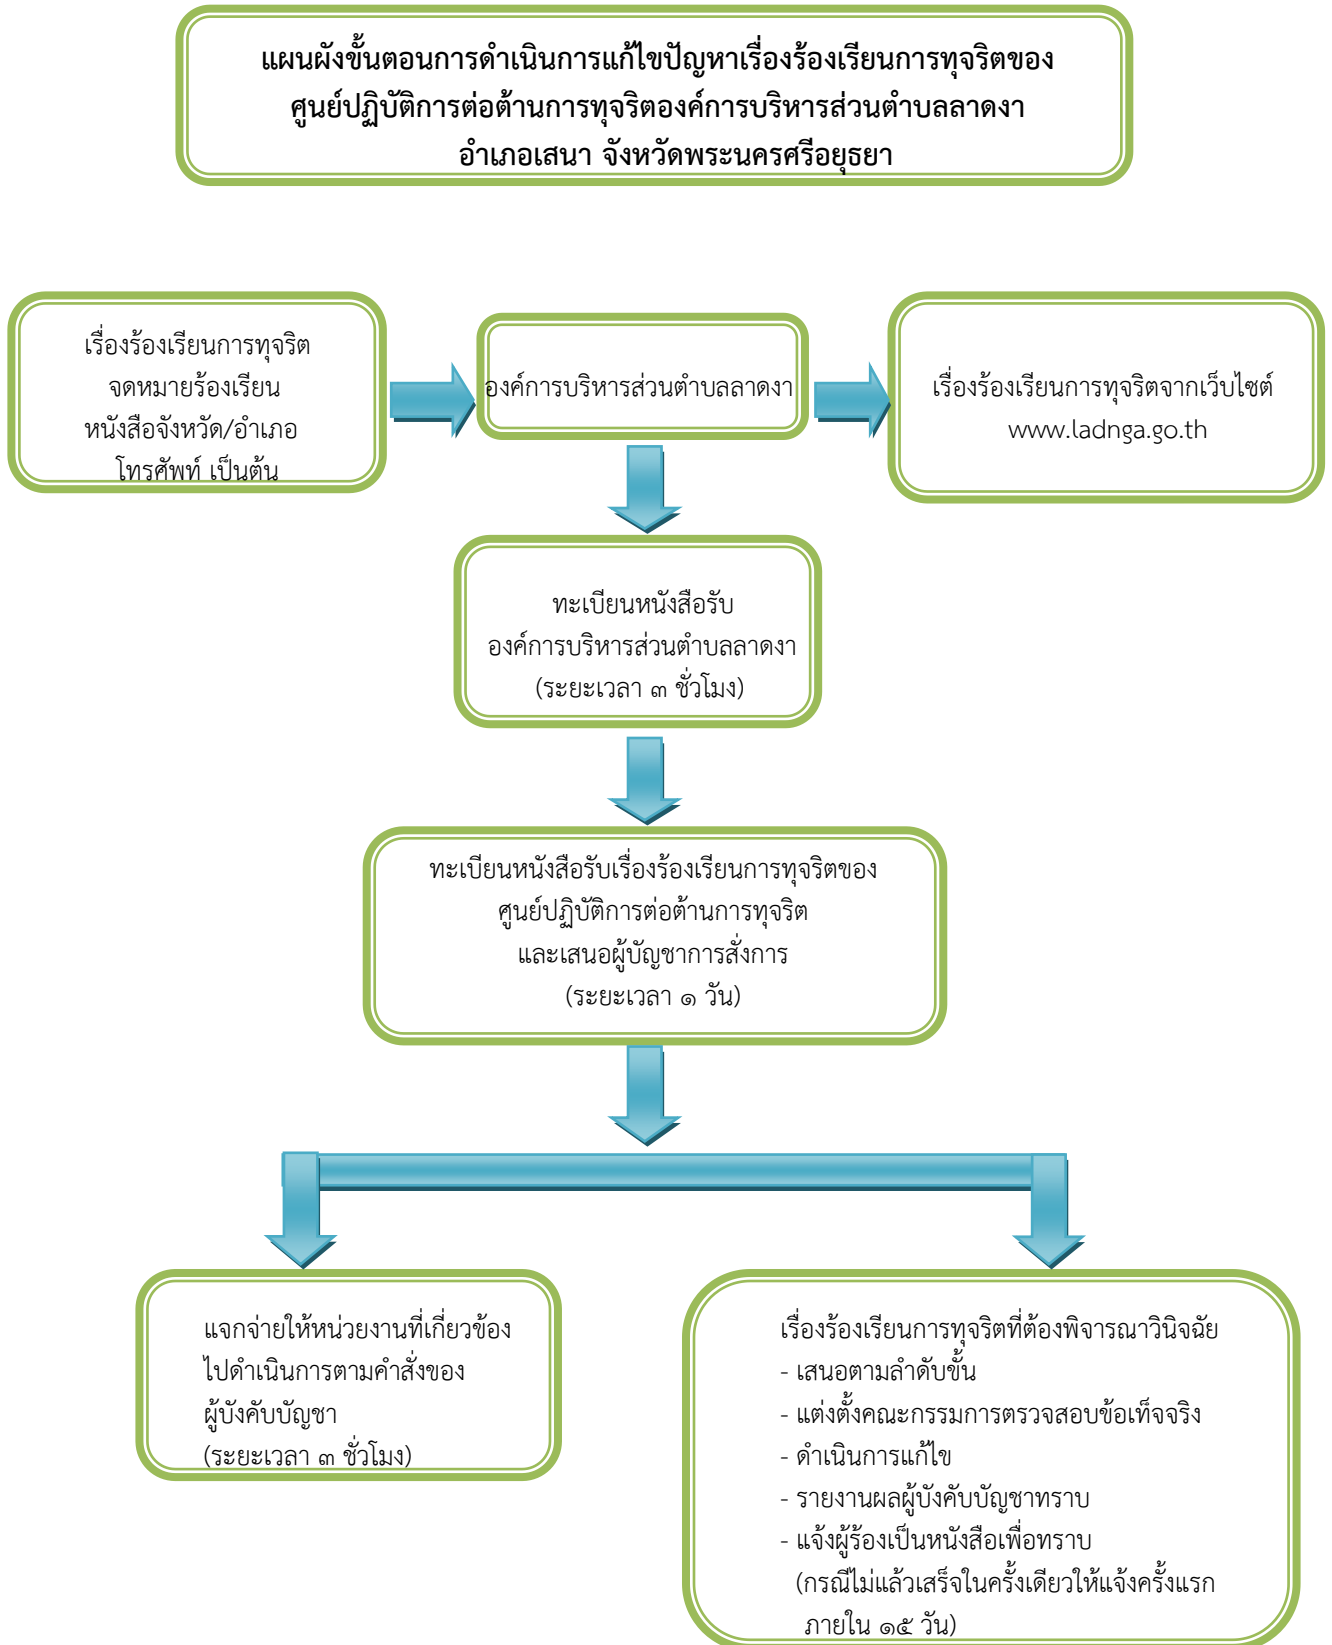 แผนผังขั้นตอนการดำเนินการแก้ไขปัญหาเรื่องร้องเรียนการทุจริตของ
ศูนย์ปฏิบัติการต่อต้านการทุจริตองค์การบริหารส่วนตำบลลาดงา
อำเภอเสนา จังหวัดพระนครศรีอยุธยา
เรื่องร้องเรียนการทุจริต
จดหมายร้องเรียน
หนังสือจังหวัด/อำเภอ
โทรศัพท์ เป็นต้น
องค์การบริหารส่วนตำบลลาดงา
เรื่องร้องเรียนการทุจริตจากเว็บไซต์
www.ladnga.go.th
ทะเบียนหนังสือรับ
องค์การบริหารส่วนตำบลลาดงา
(ระยะเวลา ๓ ชั่วโมง)
ทะเบียนหนังสือรับเรื่องร้องเรียนการทุจริตของ
ศูนย์ปฏิบัติการต่อต้านการทุจริต
และเสนอผู้บัญชาการสั่งการ
(ระยะเวลา ๑ วัน)
แจกจ่ายให้หน่วยงานที่เกี่ยวข้อง
ไปดำเนินการตามคำสั่งของ
ผู้บังคับบัญชา
(ระยะเวลา ๓ ชั่วโมง)
เรื่องร้องเรียนการทุจริตที่ต้องพิจารณาวินิจฉัย
- เสนอตามลำดับขั้น
- แต่งตั้งคณะกรรมการตรวจสอบข้อเท็จจริง
- ดำเนินการแก้ไข
- รายงานผลผู้บังคับบัญชาทราบ
- แจ้งผู้ร้องเป็นหนังสือเพื่อทราบ
(กรณีไม่แล้วเสร็จในครั้งเดียวให้แจ้งครั้งแรก
ภายใน ๑๕ วัน)